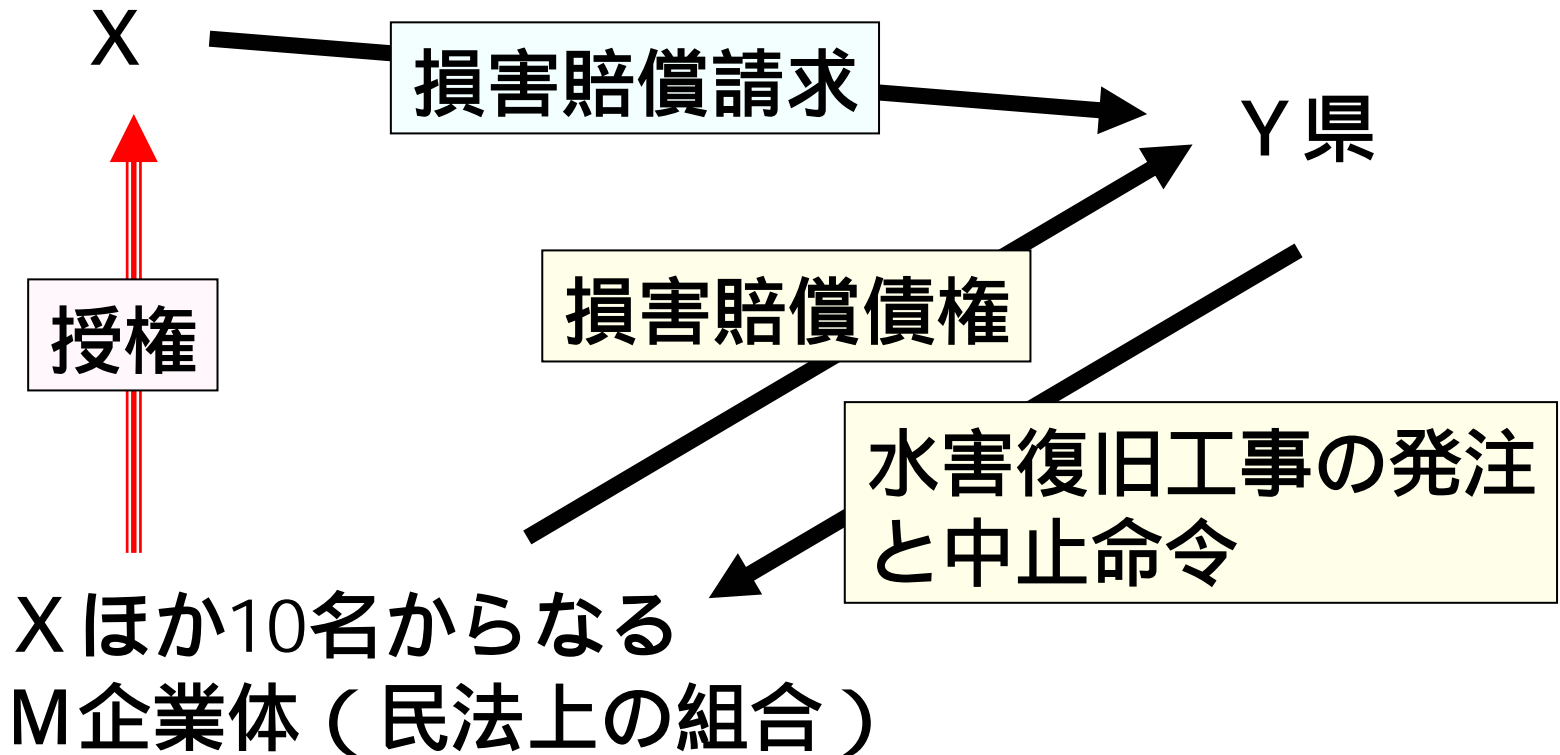 X
損害賠償請求
Y県
損害賠償債権
授権
水害復旧工事の発注
と中止命令
Xほか10名からなる
M企業体(民法上の組合)